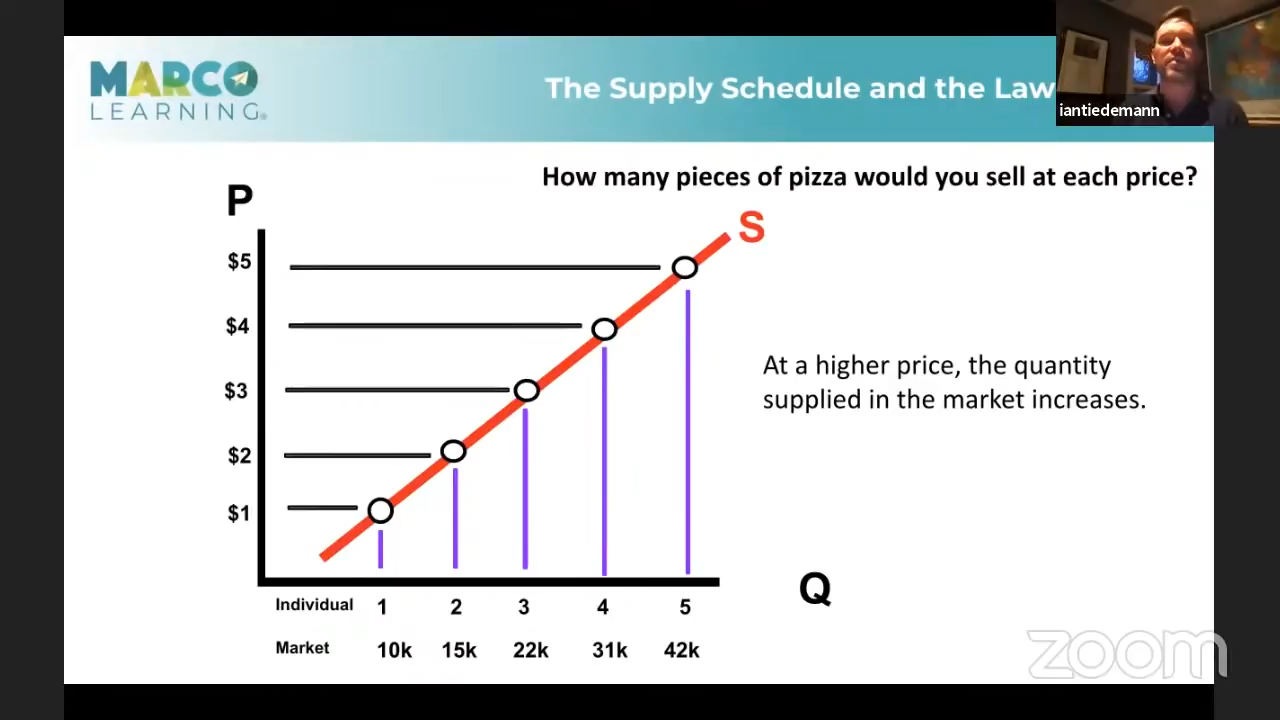 MARCO
LEARNING®
The Supply Schedule and the Law
iantiedemann
How many pieces of pizza would you sell at each price?
P
S
$5
$4
$3
$2
$1
At a higher price, the quantity
supplied in the market increases.
Q
Individual 1 2 3 4 5
Market 10k 15k 22k 31k 42k
zoom